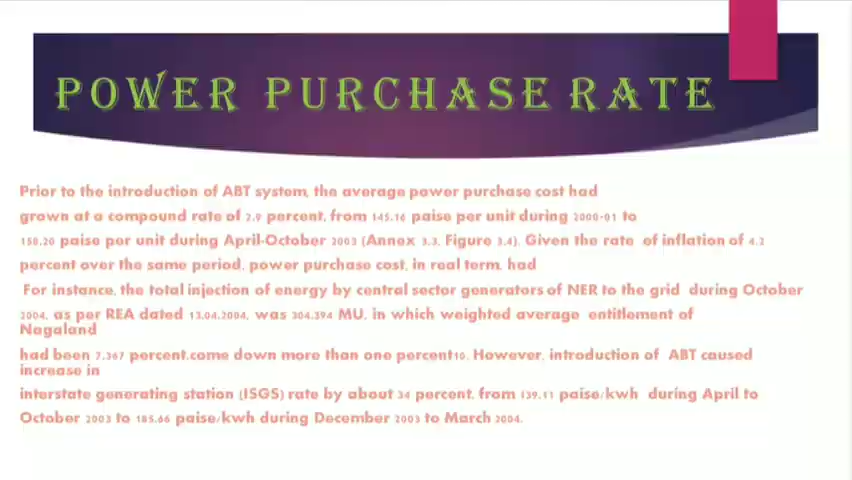 POWER PURCHASE RATE
Prior to the introduction of ABT system, the average power purchase cost had
grown at a compound rate of 2.9 percent, from 145.16 paise per unit during 2000-01 to
158.20 paise per unit during April-October 2003 (Annex 3.3, Figure 3.4). Given the rate of inflation of 4.2
percent over the same period, power purchase cost, in real term, had
For instance, the total injection of energy by central sector generators of NER to the grid during October
2004, as per REA dated 13.04.2004, was 304.394 MU, in which weighted average entitlement of
Nagaland
had been 7.367 percent.come down more than one percent10. However, introduction of ABT caused
increase in
interstate generating station (ISGS) rate by about 34 percent, from 139.11 paise/kwh during April to
October 2003 to 185.66 paise/kwh during December 2003 to March 2004.